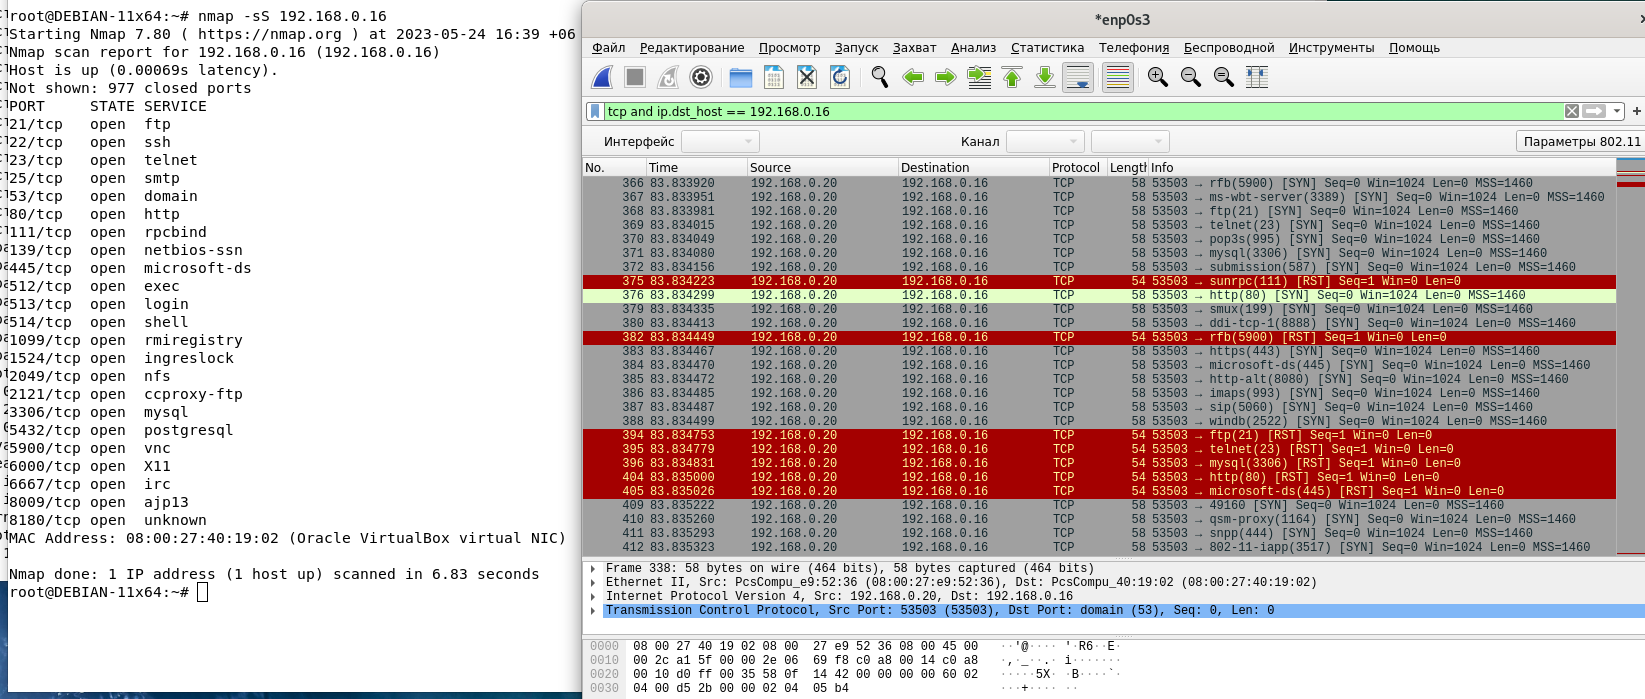 root@DEBIAN-11x64:~# nmap -sS 192.168.0.16
Starting Nmap 7.80 ( https://nmap.org ) at 2023-05-24 16:39 +06
Nmap scan report for 192.168.0.16 (192.168.0.16)
Host is up (0.00069s latency).
Not shown: 977 closed ports
PORT     STATE SERVICE
21/tcp   open  ftp
22/tcp   open  ssh
23/tcp   open  telnet
25/tcp   open  smtp
53/tcp   open  domain
80/tcp   open  http
111/tcp  open  rpcbind
139/tcp  open  netbios-ssn
445/tcp  open  microsoft-ds
512/tcp  open  exec
513/tcp  open  login
514/tcp  open  shell
1099/tcp open  rmiregistry
1524/tcp open  ingreslock
2049/tcp open  nfs
2121/tcp open  ccproxy-ftp
3306/tcp open  mysql
5432/tcp open  postgresql
5900/tcp open  vnc
6000/tcp open  X11
6667/tcp open  irc
8009/tcp open  ajp13
8180/tcp open  unknown
MAC Address: 08:00:27:40:19:02 (Oracle VirtualBox virtual NIC)
Nmap done: 1 IP address (1 host up) scanned in 6.83 seconds
root@DEBIAN-11x64:~#
*enp0s3
Файл Редактирование Просмотр Запуск Захват Анализ Статистика Телефония Беспроводной Инструменты Помощь
tcp and ip.dst_host == 192.168.0.16
Интерфейс Канал Параметры 802.11
No. Time Source Destination Protocol Length Info
366 83.833920 192.168.0.20 192.168.0.16 TCP 58 53503 → rfb(5900) [SYN] Seq=0 Win=1024 Len=0 MSS=1460
367 83.833951 192.168.0.20 192.168.0.16 TCP 58 53503 → ms-wbt-server(3389) [SYN] Seq=0 Win=1024 Len=0 MSS=1460
368 83.833981 192.168.0.20 192.168.0.16 TCP 58 53503 → ftp(21) [SYN] Seq=0 Win=1024 Len=0 MSS=1460
369 83.834015 192.168.0.20 192.168.0.16 TCP 58 53503 → telnet(23) [SYN] Seq=0 Win=1024 Len=0 MSS=1460
370 83.834049 192.168.0.20 192.168.0.16 TCP 58 53503 → pop3s(995) [SYN] Seq=0 Win=1024 Len=0 MSS=1460
371 83.834080 192.168.0.20 192.168.0.16 TCP 58 53503 → mysql(3306) [SYN] Seq=0 Win=1024 Len=0 MSS=1460
372 83.834156 192.168.0.20 192.168.0.16 TCP 58 53503 → submission(587) [SYN] Seq=0 Win=1024 Len=0 MSS=1460
375 83.834223 192.168.0.20 192.168.0.16 TCP 54 53503 → sunrpc(111) [RST] Seq=1 Win=0 Len=0
376 83.834299 192.168.0.20 192.168.0.16 TCP 58 53503 → http(80) [SYN] Seq=0 Win=1024 Len=0 MSS=1460
379 83.834335 192.168.0.20 192.168.0.16 TCP 58 53503 → smux(199) [SYN] Seq=0 Win=1024 Len=0 MSS=1460
380 83.834413 192.168.0.20 192.168.0.16 TCP 58 53503 → ddi-tcp-1(8888) [SYN] Seq=0 Win=1024 Len=0 MSS=1460
382 83.834449 192.168.0.20 192.168.0.16 TCP 54 53503 → rfb(5900) [RST] Seq=1 Win=0 Len=0
383 83.834467 192.168.0.20 192.168.0.16 TCP 58 53503 → https(443) [SYN] Seq=0 Win=1024 Len=0 MSS=1460
384 83.834470 192.168.0.20 192.168.0.16 TCP 58 53503 → microsoft-ds(445) [SYN] Seq=0 Win=1024 Len=0 MSS=1460
385 83.834472 192.168.0.20 192.168.0.16 TCP 58 53503 → http-alt(8080) [SYN] Seq=0 Win=1024 Len=0 MSS=1460
386 83.834485 192.168.0.20 192.168.0.16 TCP 58 53503 → imaps(993) [SYN] Seq=0 Win=1024 Len=0 MSS=1460
387 83.834487 192.168.0.20 192.168.0.16 TCP 58 53503 → sip(5060) [SYN] Seq=0 Win=1024 Len=0 MSS=1460
388 83.834499 192.168.0.20 192.168.0.16 TCP 58 53503 → windb(2522) [SYN] Seq=0 Win=1024 Len=0 MSS=1460
394 83.834753 192.168.0.20 192.168.0.16 TCP 54 53503 → ftp(21) [RST] Seq=1 Win=0 Len=0
395 83.834779 192.168.0.20 192.168.0.16 TCP 54 53503 → telnet(23) [RST] Seq=1 Win=0 Len=0
396 83.834831 192.168.0.20 192.168.0.16 TCP 54 53503 → mysql(3306) [RST] Seq=1 Win=0 Len=0
404 83.835000 192.168.0.20 192.168.0.16 TCP 54 53503 → http(80) [RST] Seq=1 Win=0 Len=0
405 83.835026 192.168.0.20 192.168.0.16 TCP 54 53503 → microsoft-ds(445) [RST] Seq=1 Win=0 Len=0
409 83.835222 192.168.0.20 192.168.0.16 TCP 58 53503 → 49160 [SYN] Seq=0 Win=1024 Len=0 MSS=1460
410 83.835260 192.168.0.20 192.168.0.16 TCP 58 53503 → qsm-proxy(1164) [SYN] Seq=0 Win=1024 Len=0 MSS=1460
411 83.835293 192.168.0.20 192.168.0.16 TCP 58 53503 → snpp(444) [SYN] Seq=0 Win=1024 Len=0 MSS=1460
412 83.835323 192.168.0.20 192.168.0.16 TCP 58 53503 → 802-11-iapp(3517) [SYN] Seq=0 Win=1024 Len=0 MSS=1460
Frame 338: 58 bytes on wire (464 bits), 58 bytes captured (464 bits)
Ethernet II, Src: PcsCompu_e9:52:36 (08:00:27:e9:52:36), Dst: PcsCompu_40:19:02 (08:00:27:40:19:02)
Internet Protocol Version 4, Src: 192.168.0.20, Dst: 192.168.0.16
Transmission Control Protocol, Src Port: 53503 (53503), Dst Port: domain (53), Seq: 0, Len: 0
0000 08 00 27 40 19 02 08 00 27 e9 52 36 08 00 45 00 ··'@···· '·R6··E·
0010 00 2c a1 5f 00 00 2e 06 69 f8 c0 a8 00 14 c0 a8 ·,·_··.· i·······
0020 00 10 d0 ff 00 35 58 0f 14 42 00 00 00 00 60 02 ·····5X· ·B····`·
0030 04 00 d5 2b 00 00 02 04 05 b4 ···+···· ··